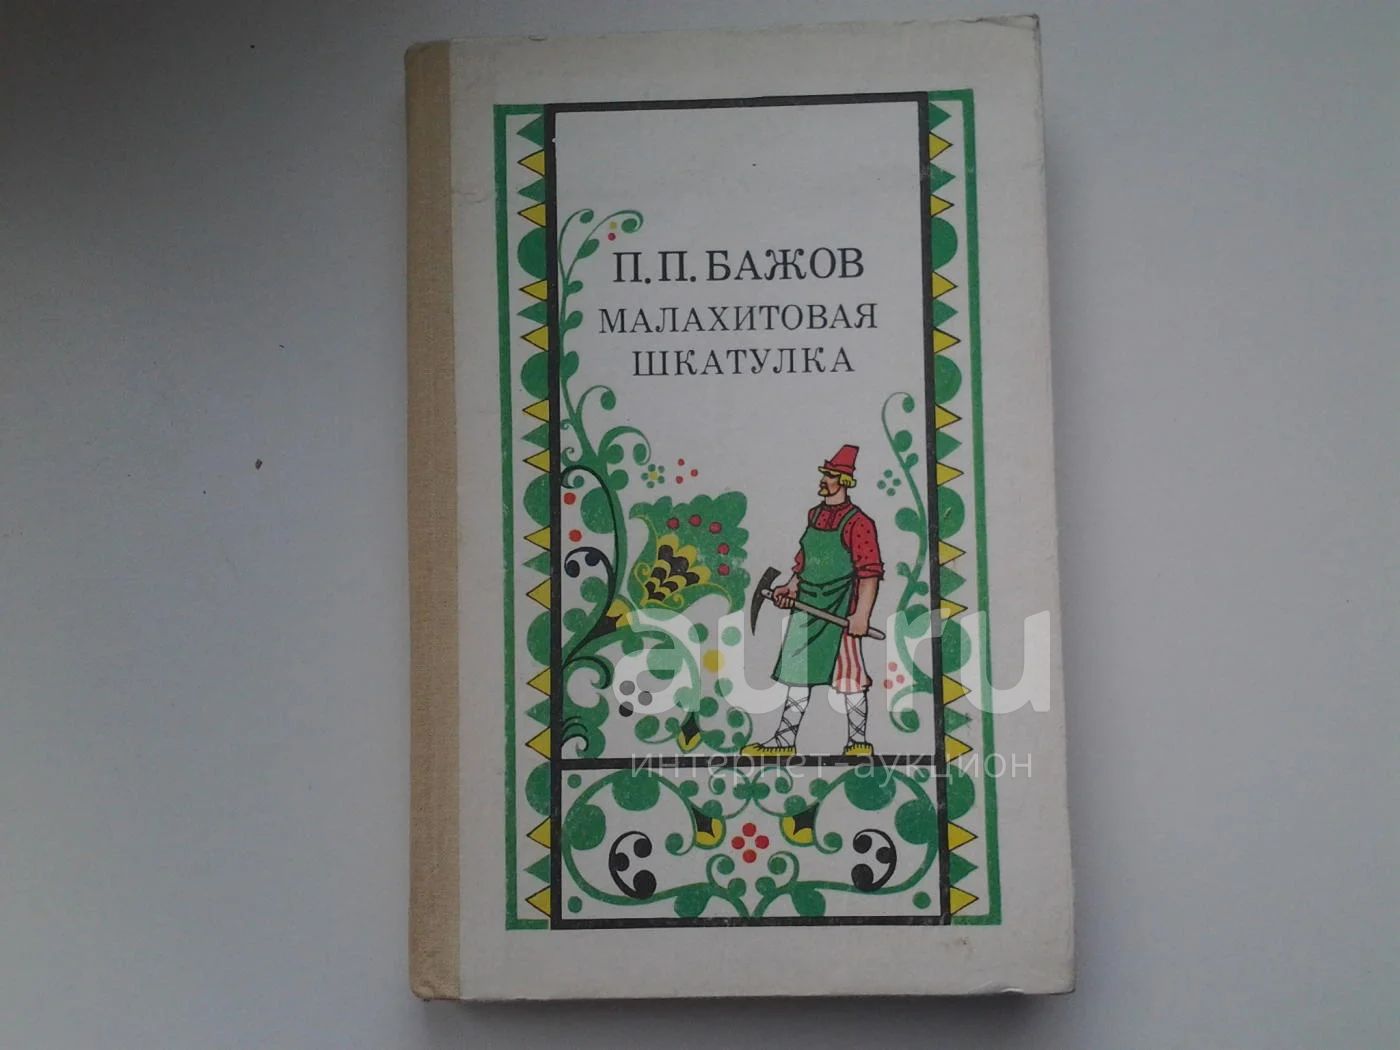 П. П. БАЖОВ
МАЛАХИТОВАЯ
ШКАТУЛКА
au.ru
интернет-аукцион